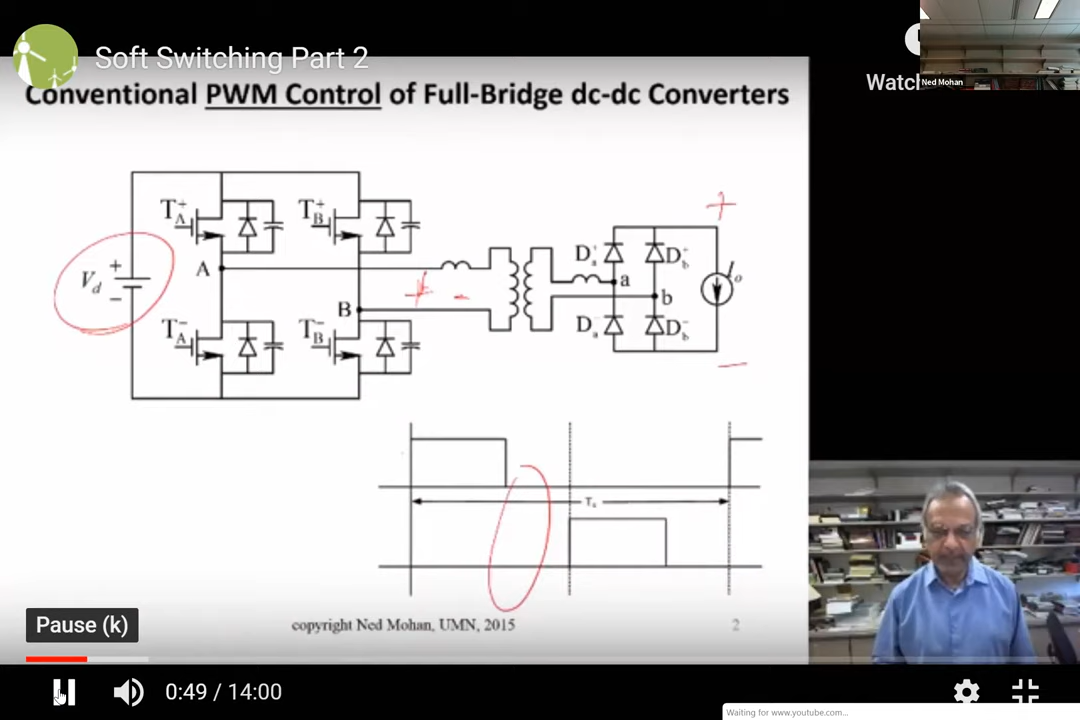 Soft Switching Part 2
Watch
Ned Mohan
Conventional PWM Control of Full-Bridge dc-dc Converters
T_A^+
T_B^+
+
A
V_d
+
−
B
T_A^-
T_B^-
+ -
D_a^+
D_b^+
a
b
I_o
D_a^-
D_b^-
−
T_s
copyright Ned Mohan, UMN, 2015
2
Pause (k)
0:49 / 14:00
Waiting for www.youtube.com...